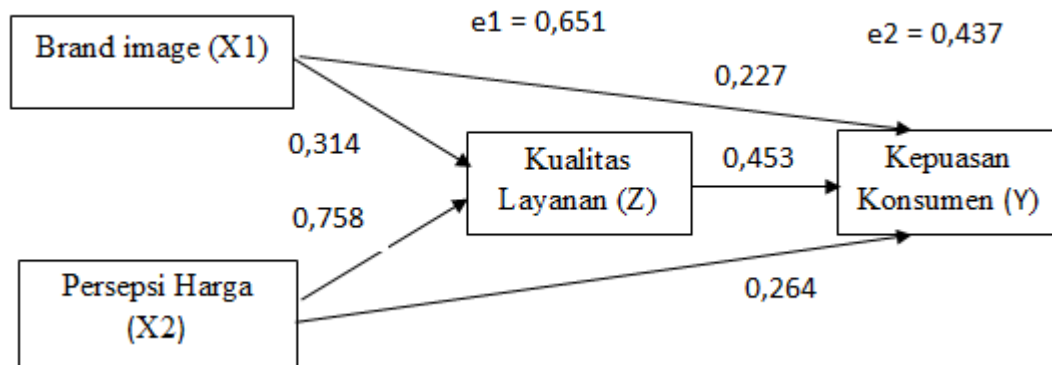 e1 = 0,651
e2 = 0,437
Brand image (X1)
0,227
0,314
Kualitas
Layanan (Z)
0,453
Kepuasan
Konsumen (Y)
0,758
Persepsi Harga
(X2)
0,264